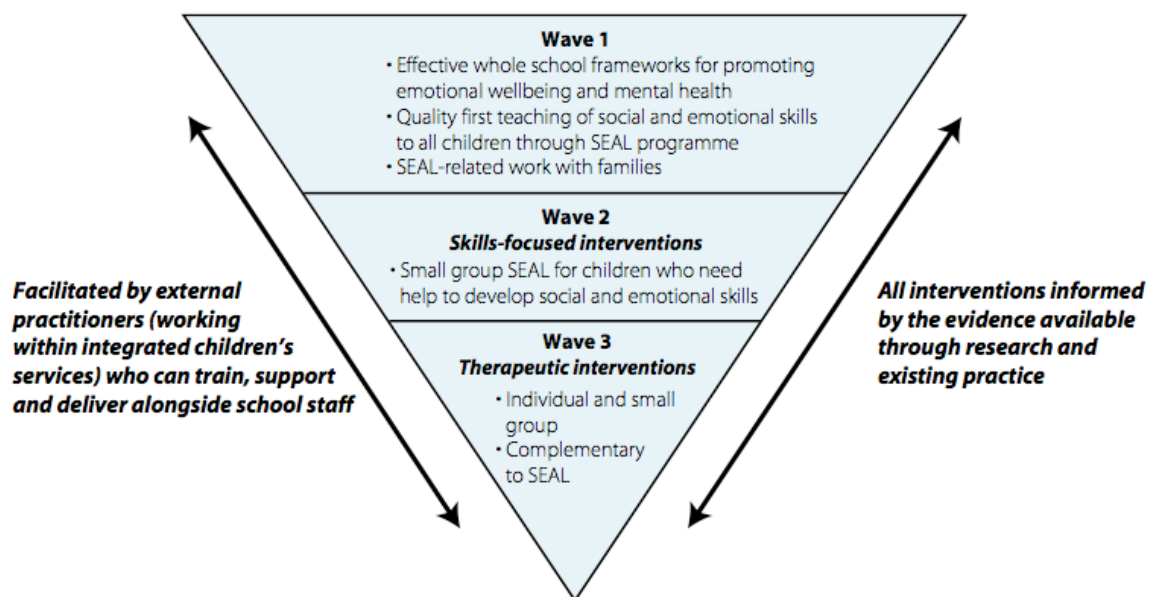 Wave 1
• Effective whole school frameworks for promoting
emotional wellbeing and mental health
• Quality first teaching of social and emotional skills
to all children through SEAL programme
• SEAL-related work with families
Wave 2
Skills-focused interventions
• Small group SEAL for children who need
help to develop social and emotional skills
Wave 3
Therapeutic interventions
• Individual and small
group
• Complementary
to SEAL
Facilitated by external
practitioners (working
within integrated children’s
services) who can train, support
and deliver alongside school staff
All interventions informed
by the evidence available
through research and
existing practice